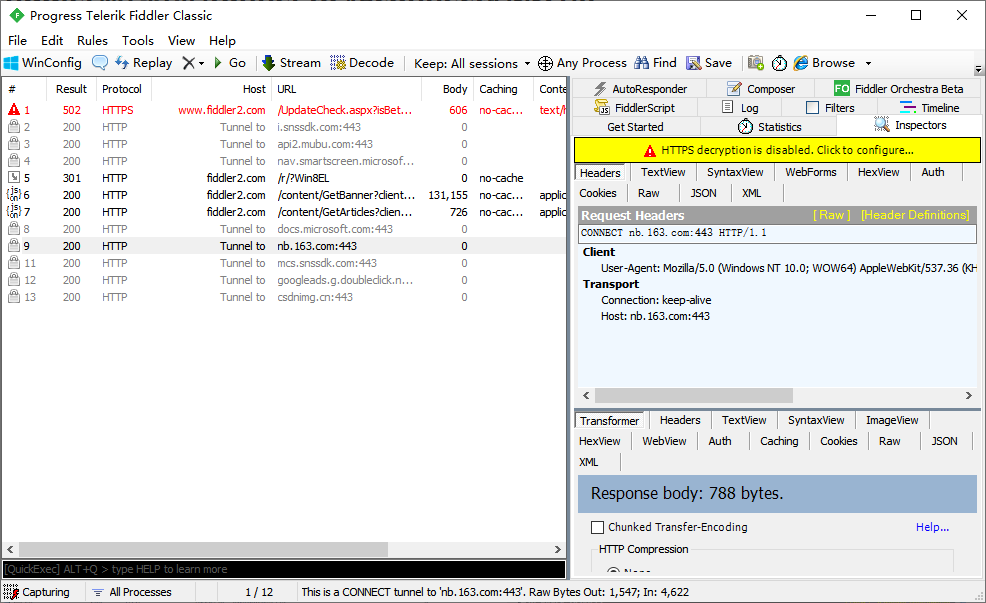 Progress Telerik Fiddler Classic
File Edit Rules Tools View Help
WinConfig Replay Go Stream Decode Keep: All sessions Any Process Find Save Browse
# Result Protocol Host URL Body Caching Conte
1 502 HTTPS www.fiddler2.com /UpdateCheck.aspx?isBet... 606 no-cac... text/h
2 200 HTTP Tunnel to i.snssdk.com:443 0
3 200 HTTP Tunnel to api2.mubu.com:443 0
4 200 HTTP Tunnel to nav.smartscreen.microsof... 0
5 301 HTTP fiddler2.com /r/?Win8EL 0 no-cache
6 200 HTTP fiddler2.com /content/GetBanner?client... 131,155 no-cac... applic
7 200 HTTP fiddler2.com /content/GetArticles?clien... 726 no-cac... applic
8 200 HTTP Tunnel to docs.microsoft.com:443 0
9 200 HTTP Tunnel to nb.163.com:443 0
11 200 HTTP Tunnel to mcs.snssdk.com:443 0
12 200 HTTP Tunnel to googleads.g.doubleclick.n... 0
13 200 HTTP Tunnel to csdnimg.cn:443 0
[QuickExec] ALT+Q > type HELP to learn more
AutoResponder Composer FO Fiddler Orchestra Beta
FiddlerScript Log Filters Timeline
Get Started Statistics Inspectors
HTTPS decryption is disabled. Click to configure...
Headers TextView SyntaxView WebForms HexView Auth
Cookies Raw JSON XML
Request Headers [ Raw ] [Header Definitions]
CONNECT nb.163.com:443 HTTP/1.1
Client
User-Agent: Mozilla/5.0 (Windows NT 10.0; WOW64) AppleWebKit/537.36 (KH
Transport
Connection: keep-alive
Host: nb.163.com:443
Transformer Headers TextView SyntaxView ImageView
HexView WebView Auth Caching Cookies Raw JSON
XML
Response body: 788 bytes.
Chunked Transfer-Encoding Help...
HTTP Compression
None
Capturing All Processes 1 / 12 This is a CONNECT tunnel to 'nb.163.com:443'. Raw Bytes Out: 1,547; In: 4,622